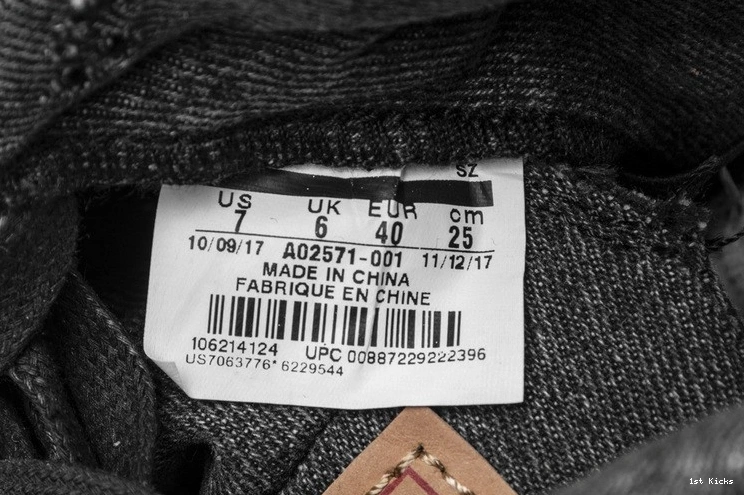 SZ
US UK EUR cm
7 6 40 25
10/09/17 A02571-001 11/12/17
MADE IN CHINA
FABRIQUE EN CHINE
106214124 UPC 00887229222396
US7063776* 6229544
1st Kicks